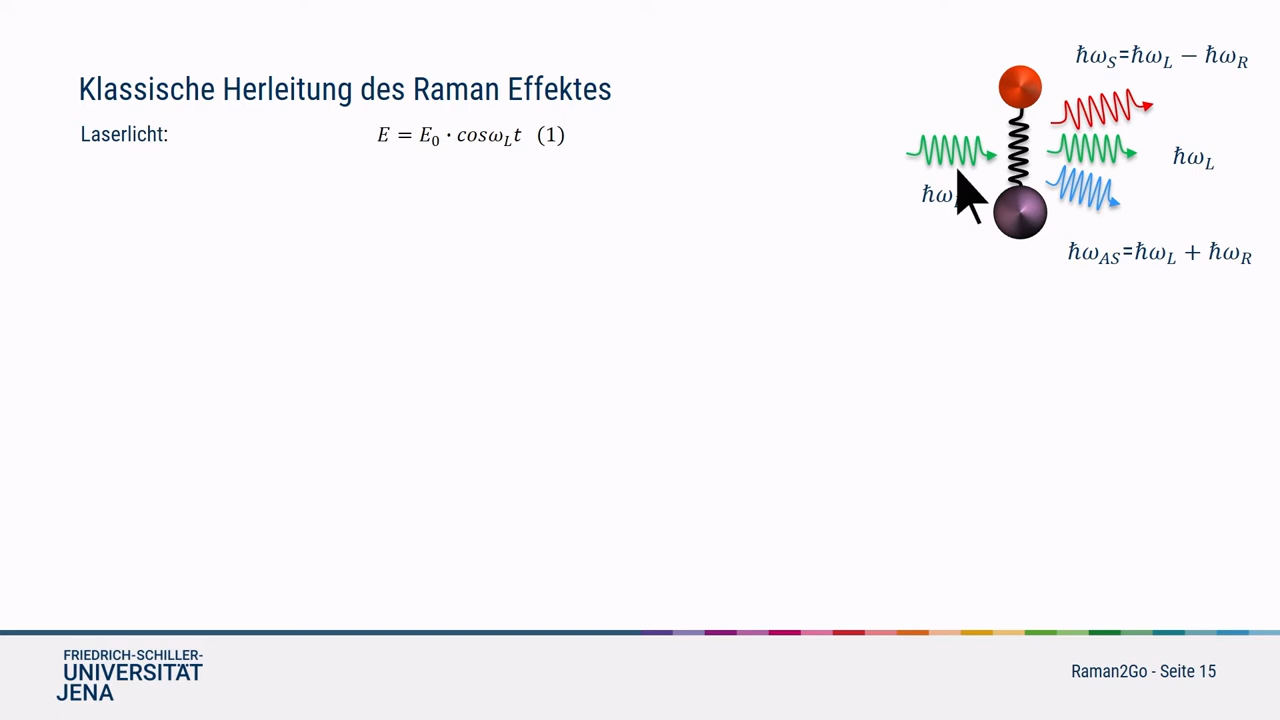 Klassische Herleitung des Raman Effektes
Laserlicht:
E = E₀ · cosω_L t (1)
ħω_S=ħω_L − ħω_R
ħω_L
ħω
ħω_AS=ħω_L + ħω_R
FRIEDRICH-SCHILLER-
UNIVERSITÄT
JENA
Raman2Go - Seite 15